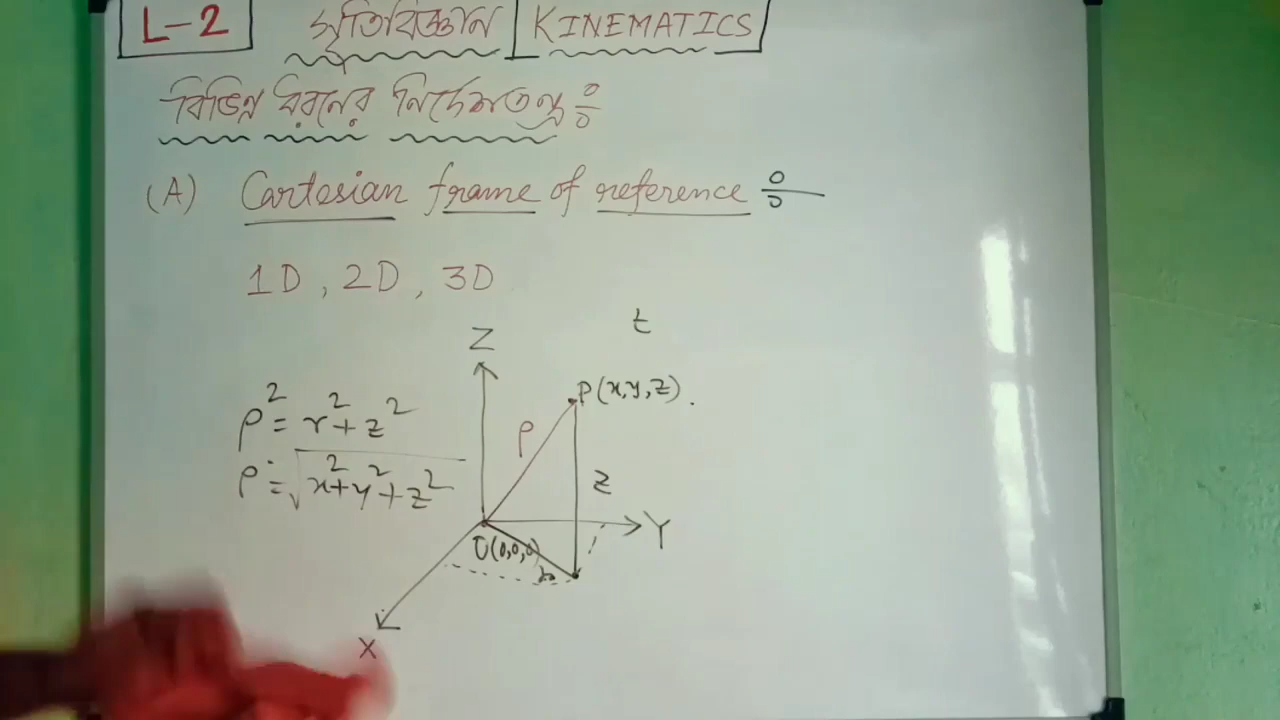 L-2 সৃতিবিজ্ঞান | KINEMATICS
বিভিন্ন ধরনের নির্দেশতন্ত্র ঃ
(A) Cartesian frame of reference ÷
1D, 2D, 3D
t
Z
P(x,y,z).
ρ² = r² + z²
ρ
ρ = √x²+y²+z²
z
Y
O(0,0,0)
r
X